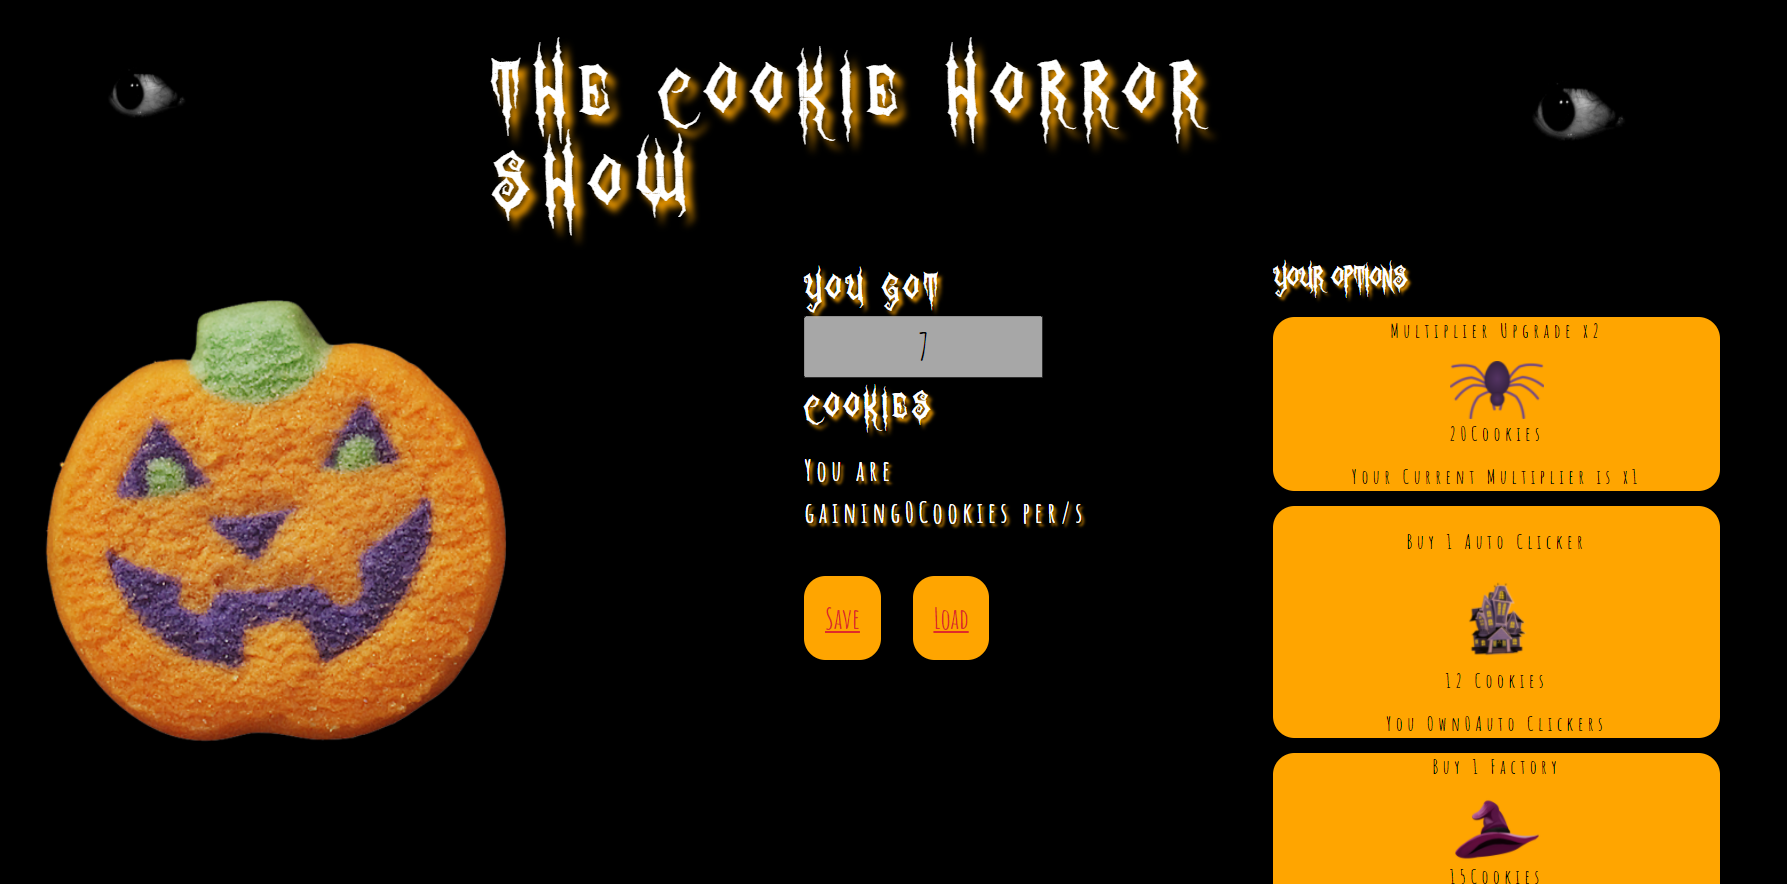 The Cookie Horror
Show
You got
7
Cookies
You are
gaining0Cookies per/s
Save
Load
Your options
Multiplier Upgrade x2
20Cookies
Your Current Multiplier is x1
Buy 1 Auto Clicker
12 Cookies
You Own0Auto Clickers
Buy 1 Factory
15Cookies